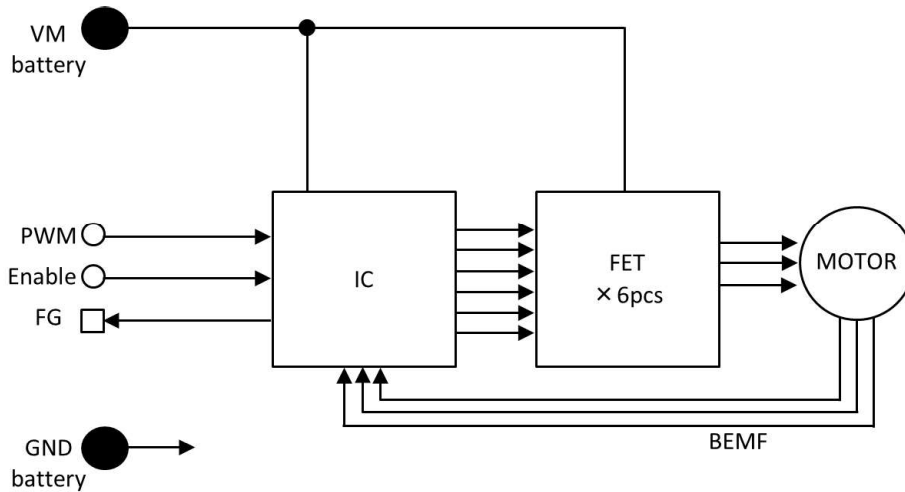 VM
battery
PWM
Enable
FG
IC
FET
×6pcs
MOTOR
BEMF
GND
battery